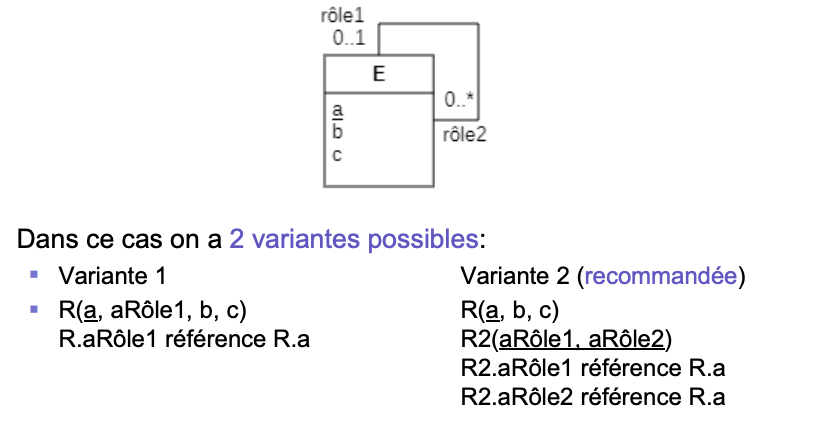 rôle1
0..1
E
0..*
a
b
rôle2
c
Dans ce cas on a 2 variantes possibles:
Variante 1
R(a, aRôle1, b, c)
R.aRôle1 référence R.a
Variante 2 (recommandée)
R(a, b, c)
R2(aRôle1, aRôle2)
R2.aRôle1 référence R.a
R2.aRôle2 référence R.a